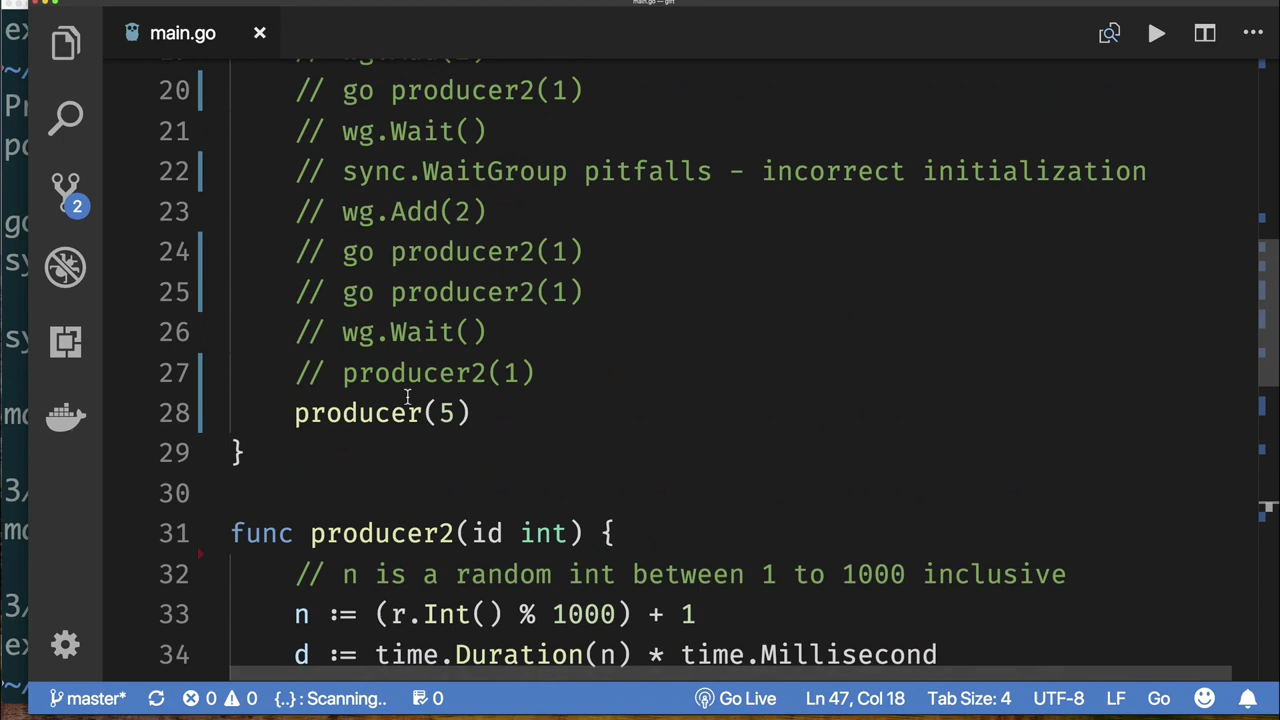 main.go — gift
main.go
20 // go producer2(1)
21 // wg.Wait()
22 // sync.WaitGroup pitfalls - incorrect initialization
23 // wg.Add(2)
24 // go producer2(1)
25 // go producer2(1)
26 // wg.Wait()
27 // producer2(1)
28 producer(5)
29 }
30
31 func producer2(id int) {
32 // n is a random int between 1 to 1000 inclusive
33 n := (r.Int() % 1000) + 1
34 d := time.Duration(n) * time.Millisecond
2
master* 0 0 {..} : Scanning.. 0 Go Live Ln 47, Col 18 Tab Size: 4 UTF-8 LF Go